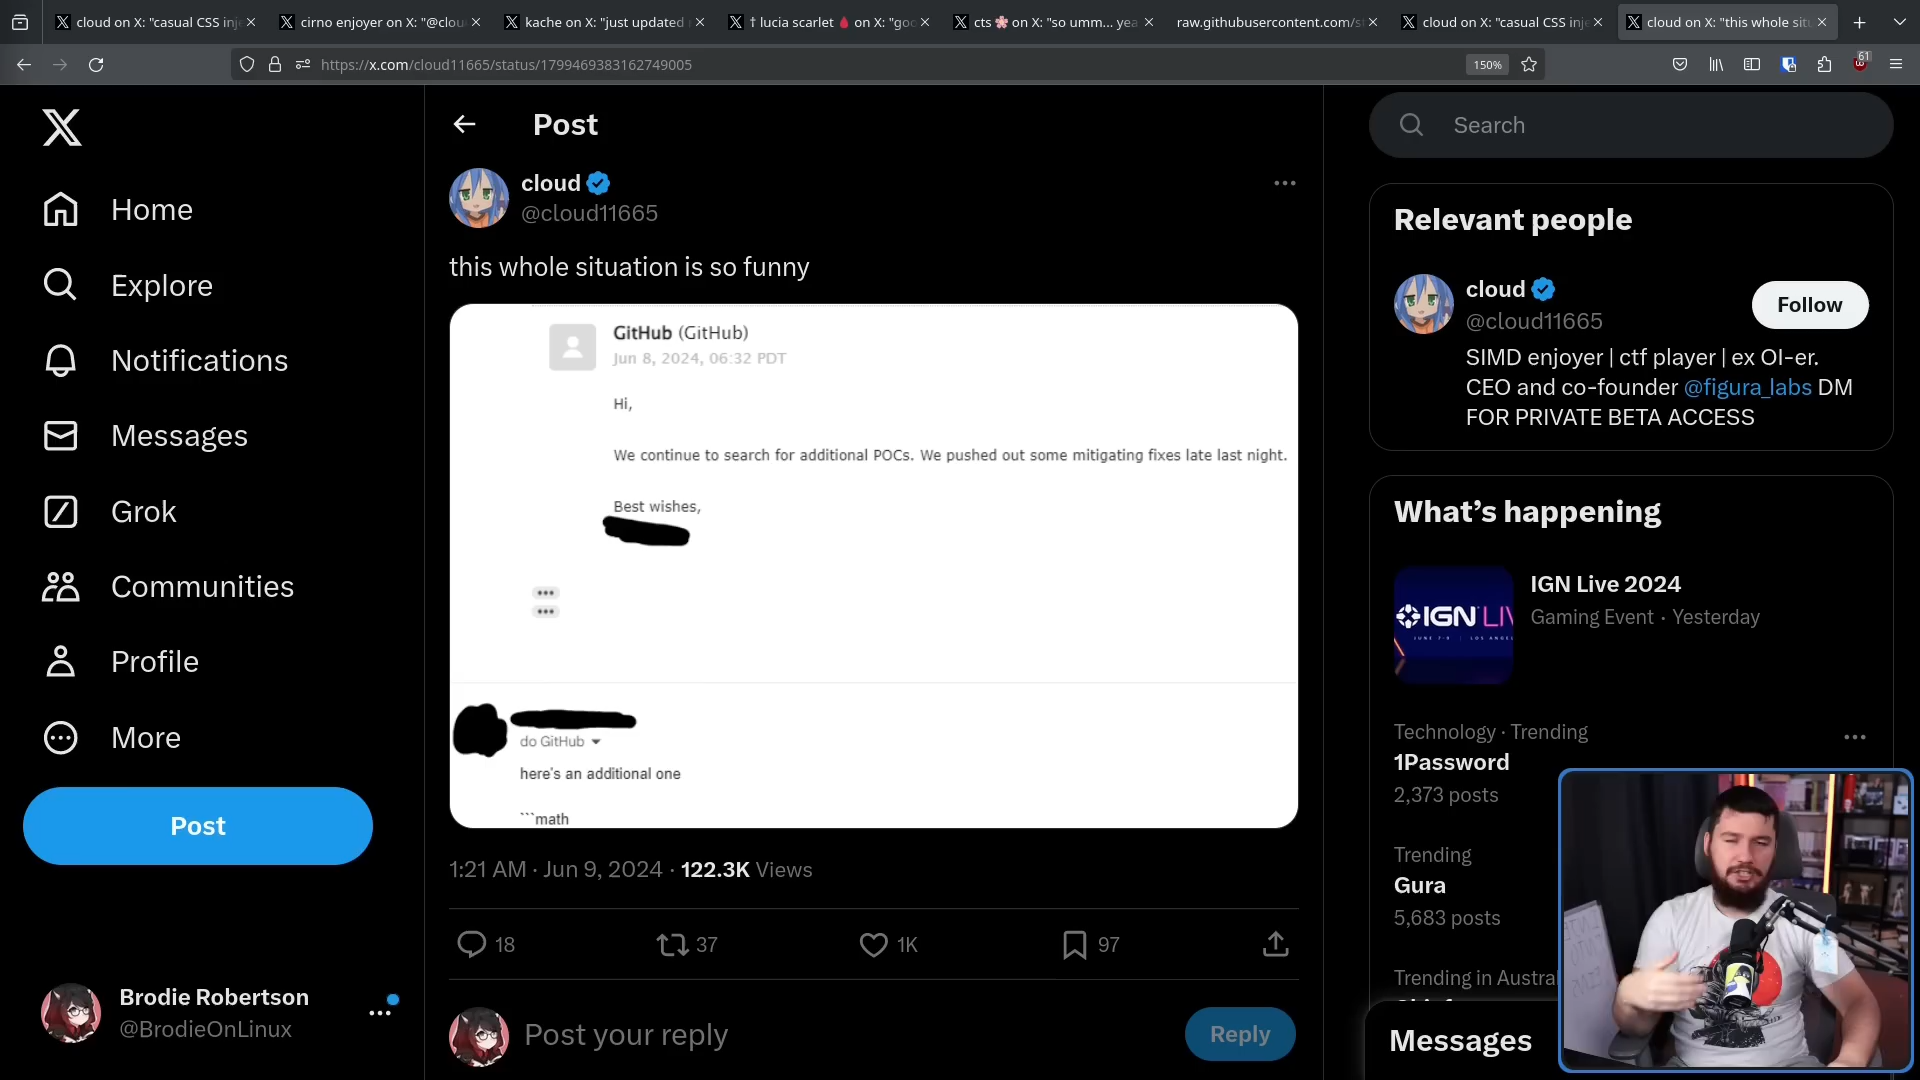 cloud on X: "casual CSS inj
cirno enjoyer on X: "@clou
kache on X: "just updated
† lucia scarlet 🩸 on X: "goo
cts 🌸 on X: "so umm... yea
raw.githubusercontent.com/s
cloud on X: "casual CSS inj
cloud on X: "this whole sit
https://x.com/cloud11665/status/1799469383162749005
150%
61
Home
Explore
Notifications
Messages
Grok
Communities
Profile
More
Post
Brodie Robertson
@BrodieOnLinux
Post
cloud
@cloud11665
this whole situation is so funny
GitHub (GitHub)
Jun 8, 2024, 06:32 PDT
Hi,
We continue to search for additional POCs. We pushed out some mitigating fixes late last night.
Best wishes,
do GitHub
here's an additional one
```math
1:21 AM · Jun 9, 2024 · 122.3K Views
18
37
1K
97
Post your reply
Reply
Search
Relevant people
cloud
@cloud11665
Follow
SIMD enjoyer | ctf player | ex OI-er.
CEO and co-founder @figura_labs DM
FOR PRIVATE BETA ACCESS
What's happening
IGN LIV
IGN Live 2024
Gaming Event · Yesterday
Technology · Trending
1Password
2,373 posts
Trending
Gura
5,683 posts
Trending in Austral
Messages